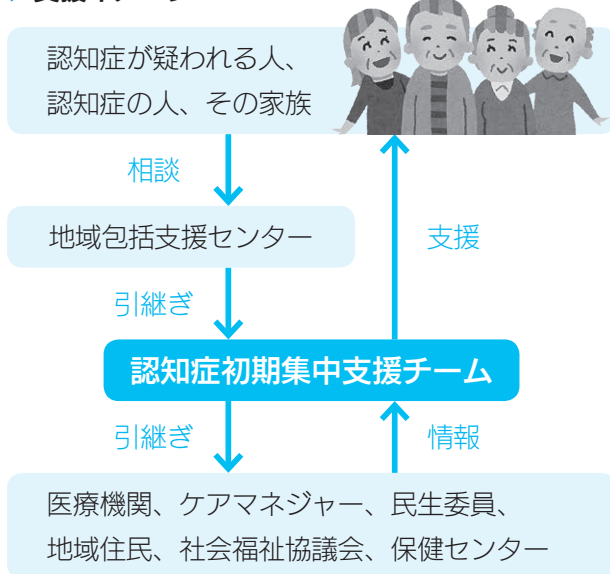 認知症が疑われる人、
認知症の人、その家族
相談
地域包括支援センター
支援
引継ぎ
認知症初期集中支援チーム
引継ぎ
情報
医療機関、ケアマネジャー、民生委員、
地域住民、社会福祉協議会、保健センター